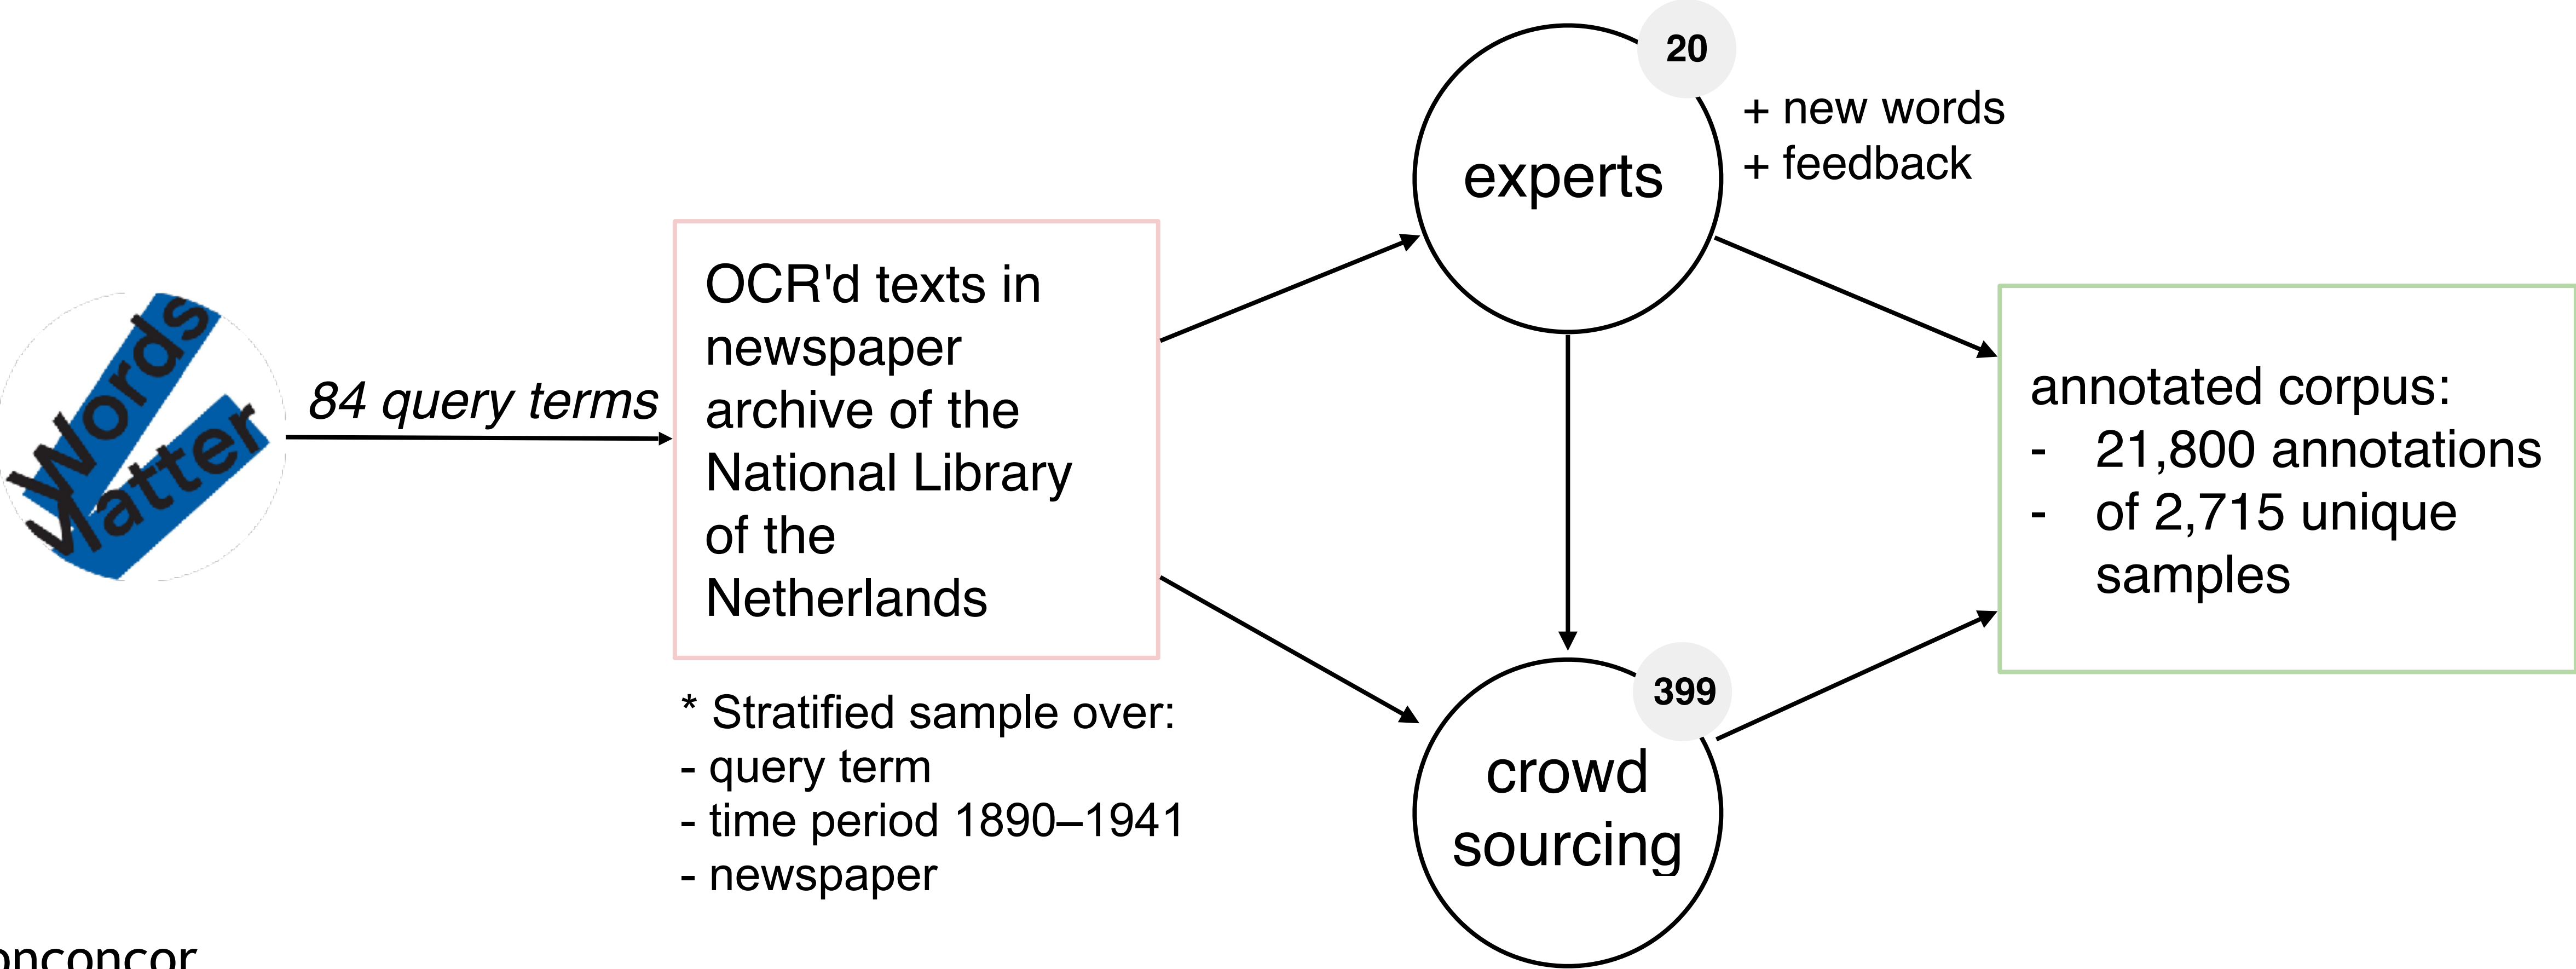 Words
Matter
84 query terms
OCR'd texts in
newspaper
archive of the
National Library
of the
Netherlands
* Stratified sample over:
- query term
- time period 1890–1941
- newspaper
20
experts
+ new words
+ feedback
399
crowd
sourcing
annotated corpus:
- 21,800 annotations
- of 2,715 unique
samples
onconcor